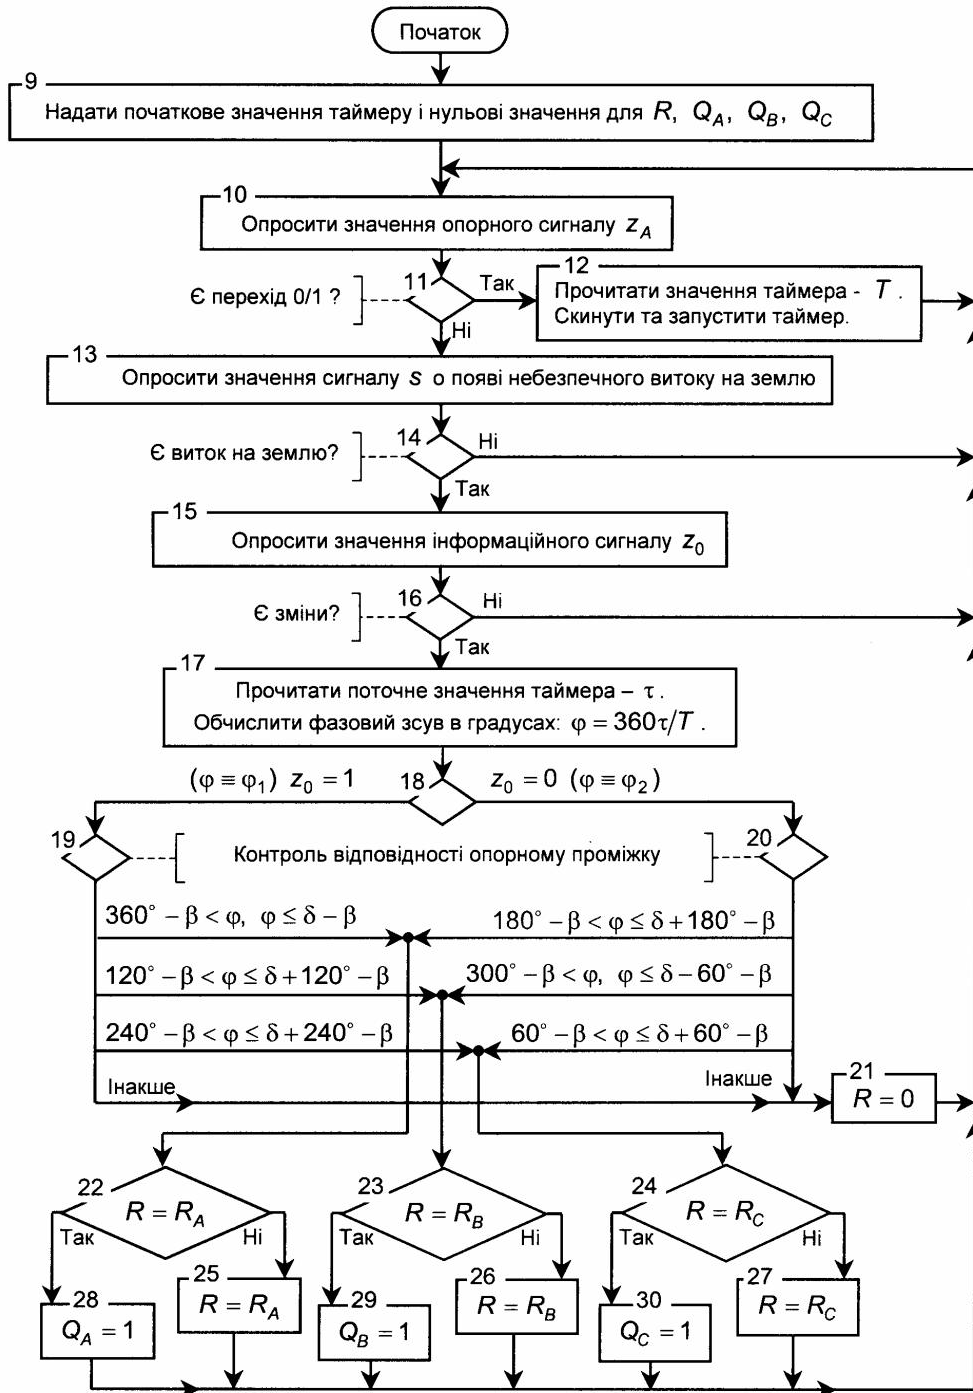 Початок
9
Надати початкове значення таймеру і нульові значення для R, Q_A, Q_B, Q_C
10
Опросити значення опорного сигналу z_A
Є перехід 0/1 ?
11
Так
Ні
12
Прочитати значення таймера - T .
Скинути та запустити таймер.
13
Опросити значення сигналу s о появі небезпечного витоку на землю
Є виток на землю?
14
Ні
Так
15
Опросити значення інформаційного сигналу z_0
Є зміни?
16
Ні
Так
17
Прочитати поточне значення таймера – τ .
Обчислити фазовий зсув в градусах: φ = 360τ/T .
(φ ≡ φ_1) z_0 = 1
18
z_0 = 0 (φ ≡ φ_2)
19
Контроль відповідності опорному проміжку
20
360° − β < φ, φ ≤ δ − β
180° − β < φ ≤ δ + 180° − β
120° − β < φ ≤ δ + 120° − β
300° − β < φ, φ ≤ δ − 60° − β
240° − β < φ ≤ δ + 240° − β
60° − β < φ ≤ δ + 60° − β
Інакше
Інакше
21
R = 0
22
R = R_A
Так
Ні
23
R = R_B
Так
Ні
24
R = R_C
Так
Ні
28
Q_A = 1
25
R = R_A
29
Q_B = 1
26
R = R_B
30
Q_C = 1
27
R = R_C